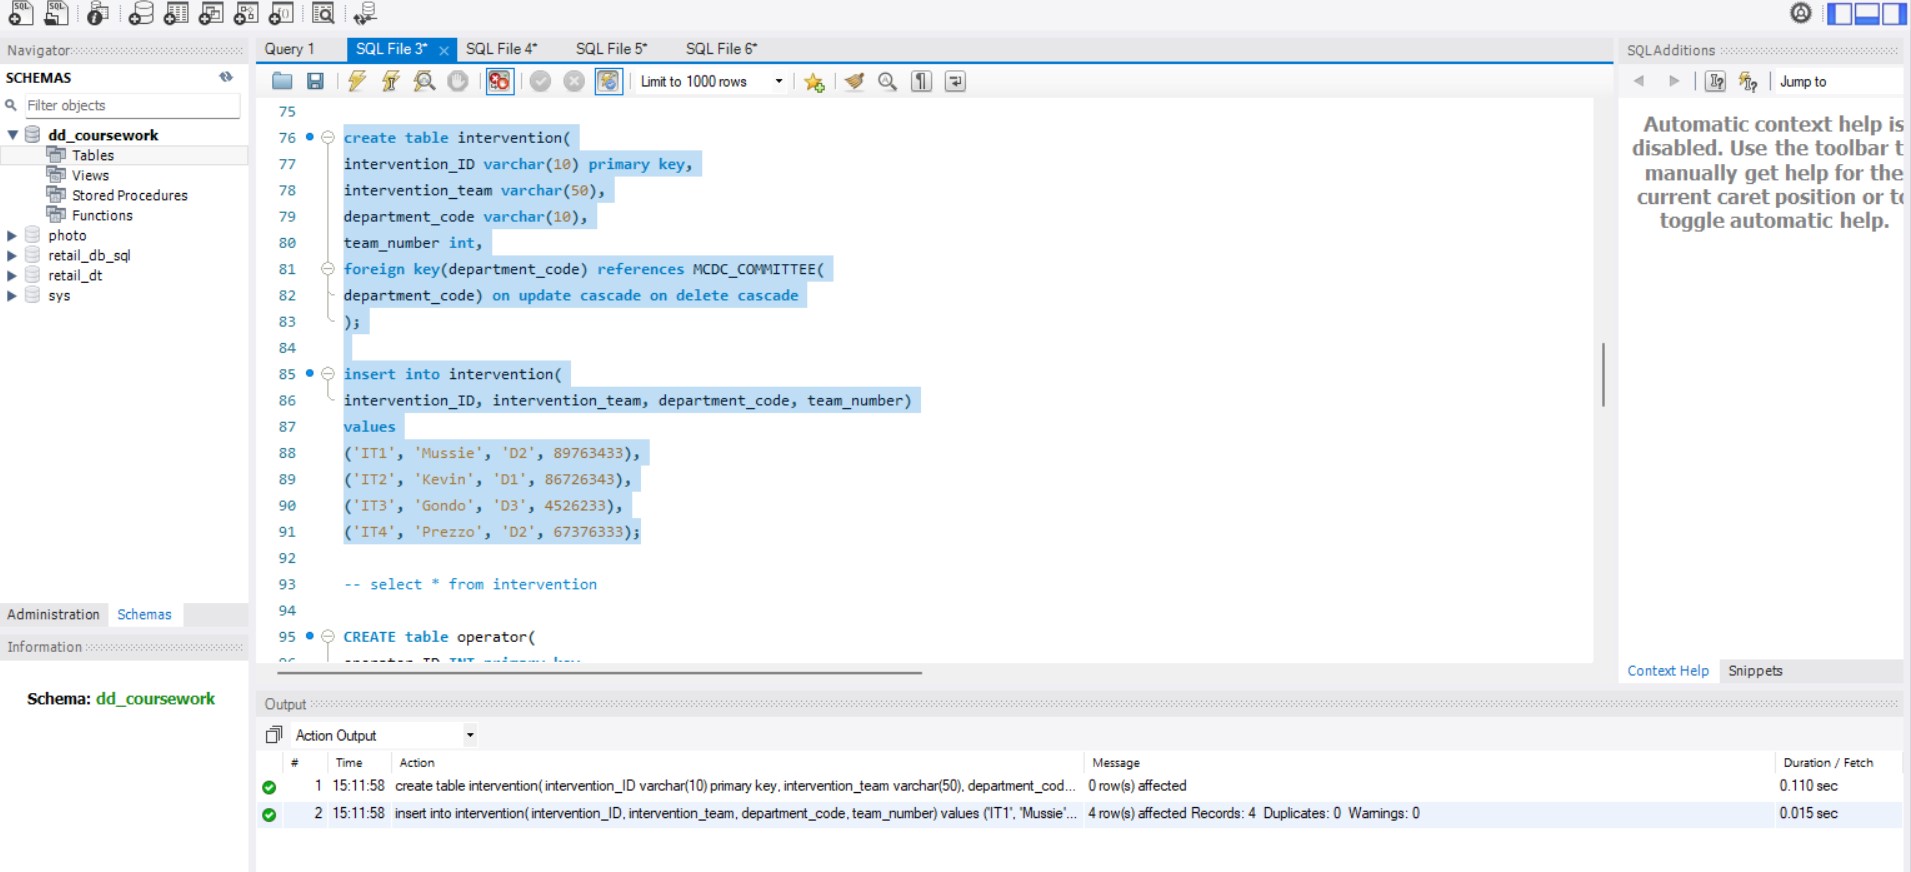 SQL
SQL
Navigator
SCHEMAS
Filter objects
dd_coursework
Tables
Views
Stored Procedures
Functions
photo
retail_db_sql
retail_dt
sys
Administration Schemas
Information
Schema: dd_coursework
Query 1 SQL File 3* SQL File 4* SQL File 5* SQL File 6*
Limit to 1000 rows
75
76 create table intervention(
77 intervention_ID varchar(10) primary key,
78 intervention_team varchar(50),
79 department_code varchar(10),
80 team_number int,
81 foreign key(department_code) references MCDC_COMMITTEE(
82 department_code) on update cascade on delete cascade
83 );
84
85 insert into intervention(
86 intervention_ID, intervention_team, department_code, team_number)
87 values
88 ('IT1', 'Mussie', 'D2', 89763433),
89 ('IT2', 'Kevin', 'D1', 86726343),
90 ('IT3', 'Gondo', 'D3', 4526233),
91 ('IT4', 'Prezzo', 'D2', 67376333);
92
93 -- select * from intervention
94
95 CREATE table operator(
SQLAdditions
Jump to
Automatic context help is
disabled. Use the toolbar t
manually get help for the
current caret position or to
toggle automatic help.
Context Help Snippets
Output
Action Output
# Time Action Message Duration / Fetch
1 15:11:58 create table intervention( intervention_ID varchar(10) primary key, intervention_team varchar(50), department_cod... 0 row(s) affected 0.110 sec
2 15:11:58 insert into intervention( intervention_ID, intervention_team, department_code, team_number) values ('IT1', 'Mussie'... 4 row(s) affected Records: 4 Duplicates: 0 Warnings: 0 0.015 sec